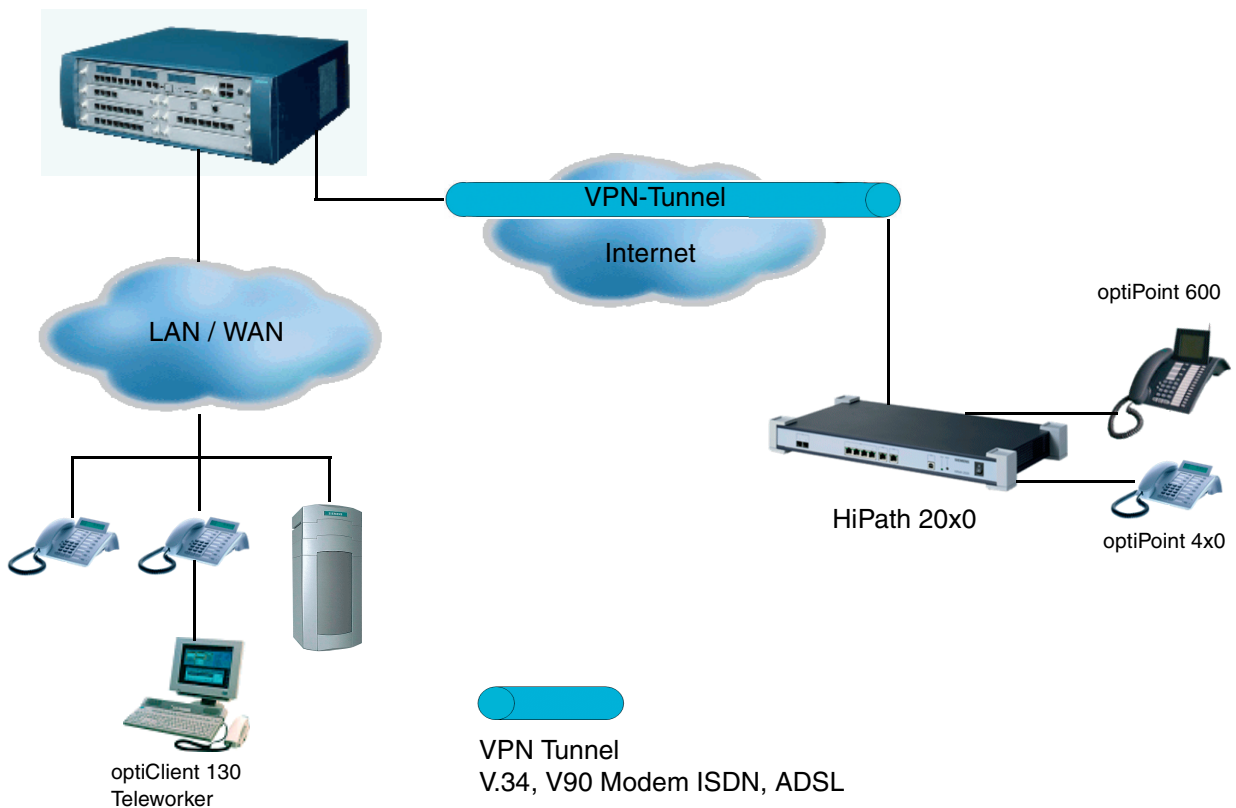 VPN-Tunnel
Internet
LAN / WAN
optiPoint 600
HiPath 20x0
optiPoint 4x0
optiClient 130
Teleworker
VPN Tunnel
V.34, V90 Modem ISDN, ADSL